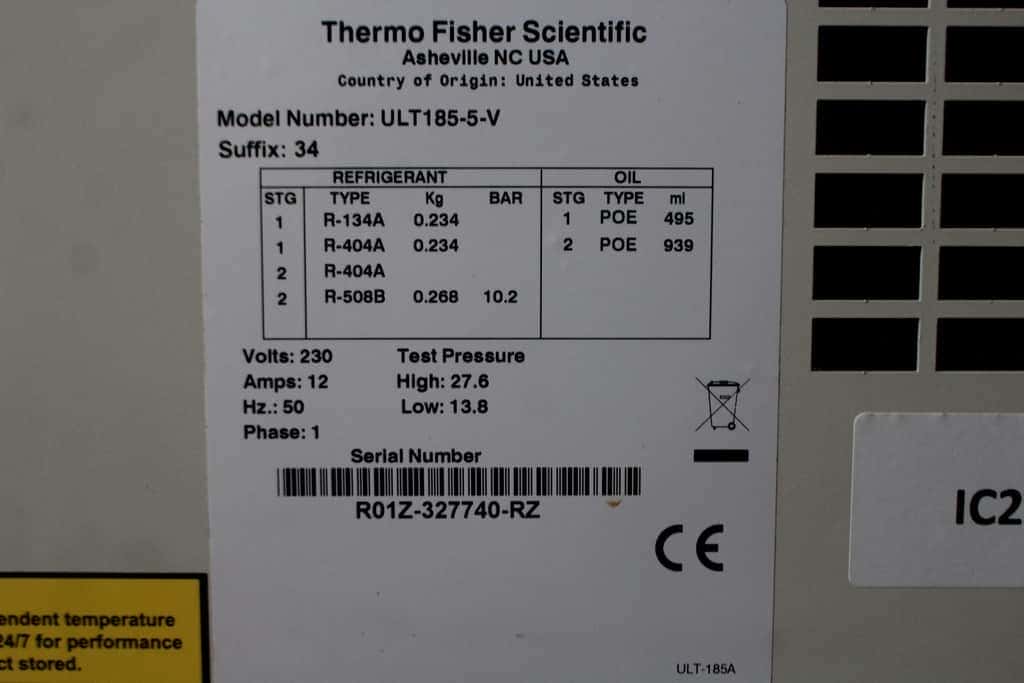 Thermo Fisher Scientific
Asheville NC USA
Country of Origin: United States
Model Number: ULT185-5-V
Suffix: 34
REFRIGERANT OIL
STG TYPE Kg BAR STG TYPE ml
1 R-134A 0.234 1 POE 495
1 R-404A 0.234 2 POE 939
2 R-404A
2 R-508B 0.268 10.2
Volts: 230 Test Pressure
Amps: 12 High: 27.6
Hz.: 50 Low: 13.8
Phase: 1
Serial Number
R01Z-327740-RZ
CE
ULT-185A
IC2
endent temperature
24/7 for performance
ct stored.